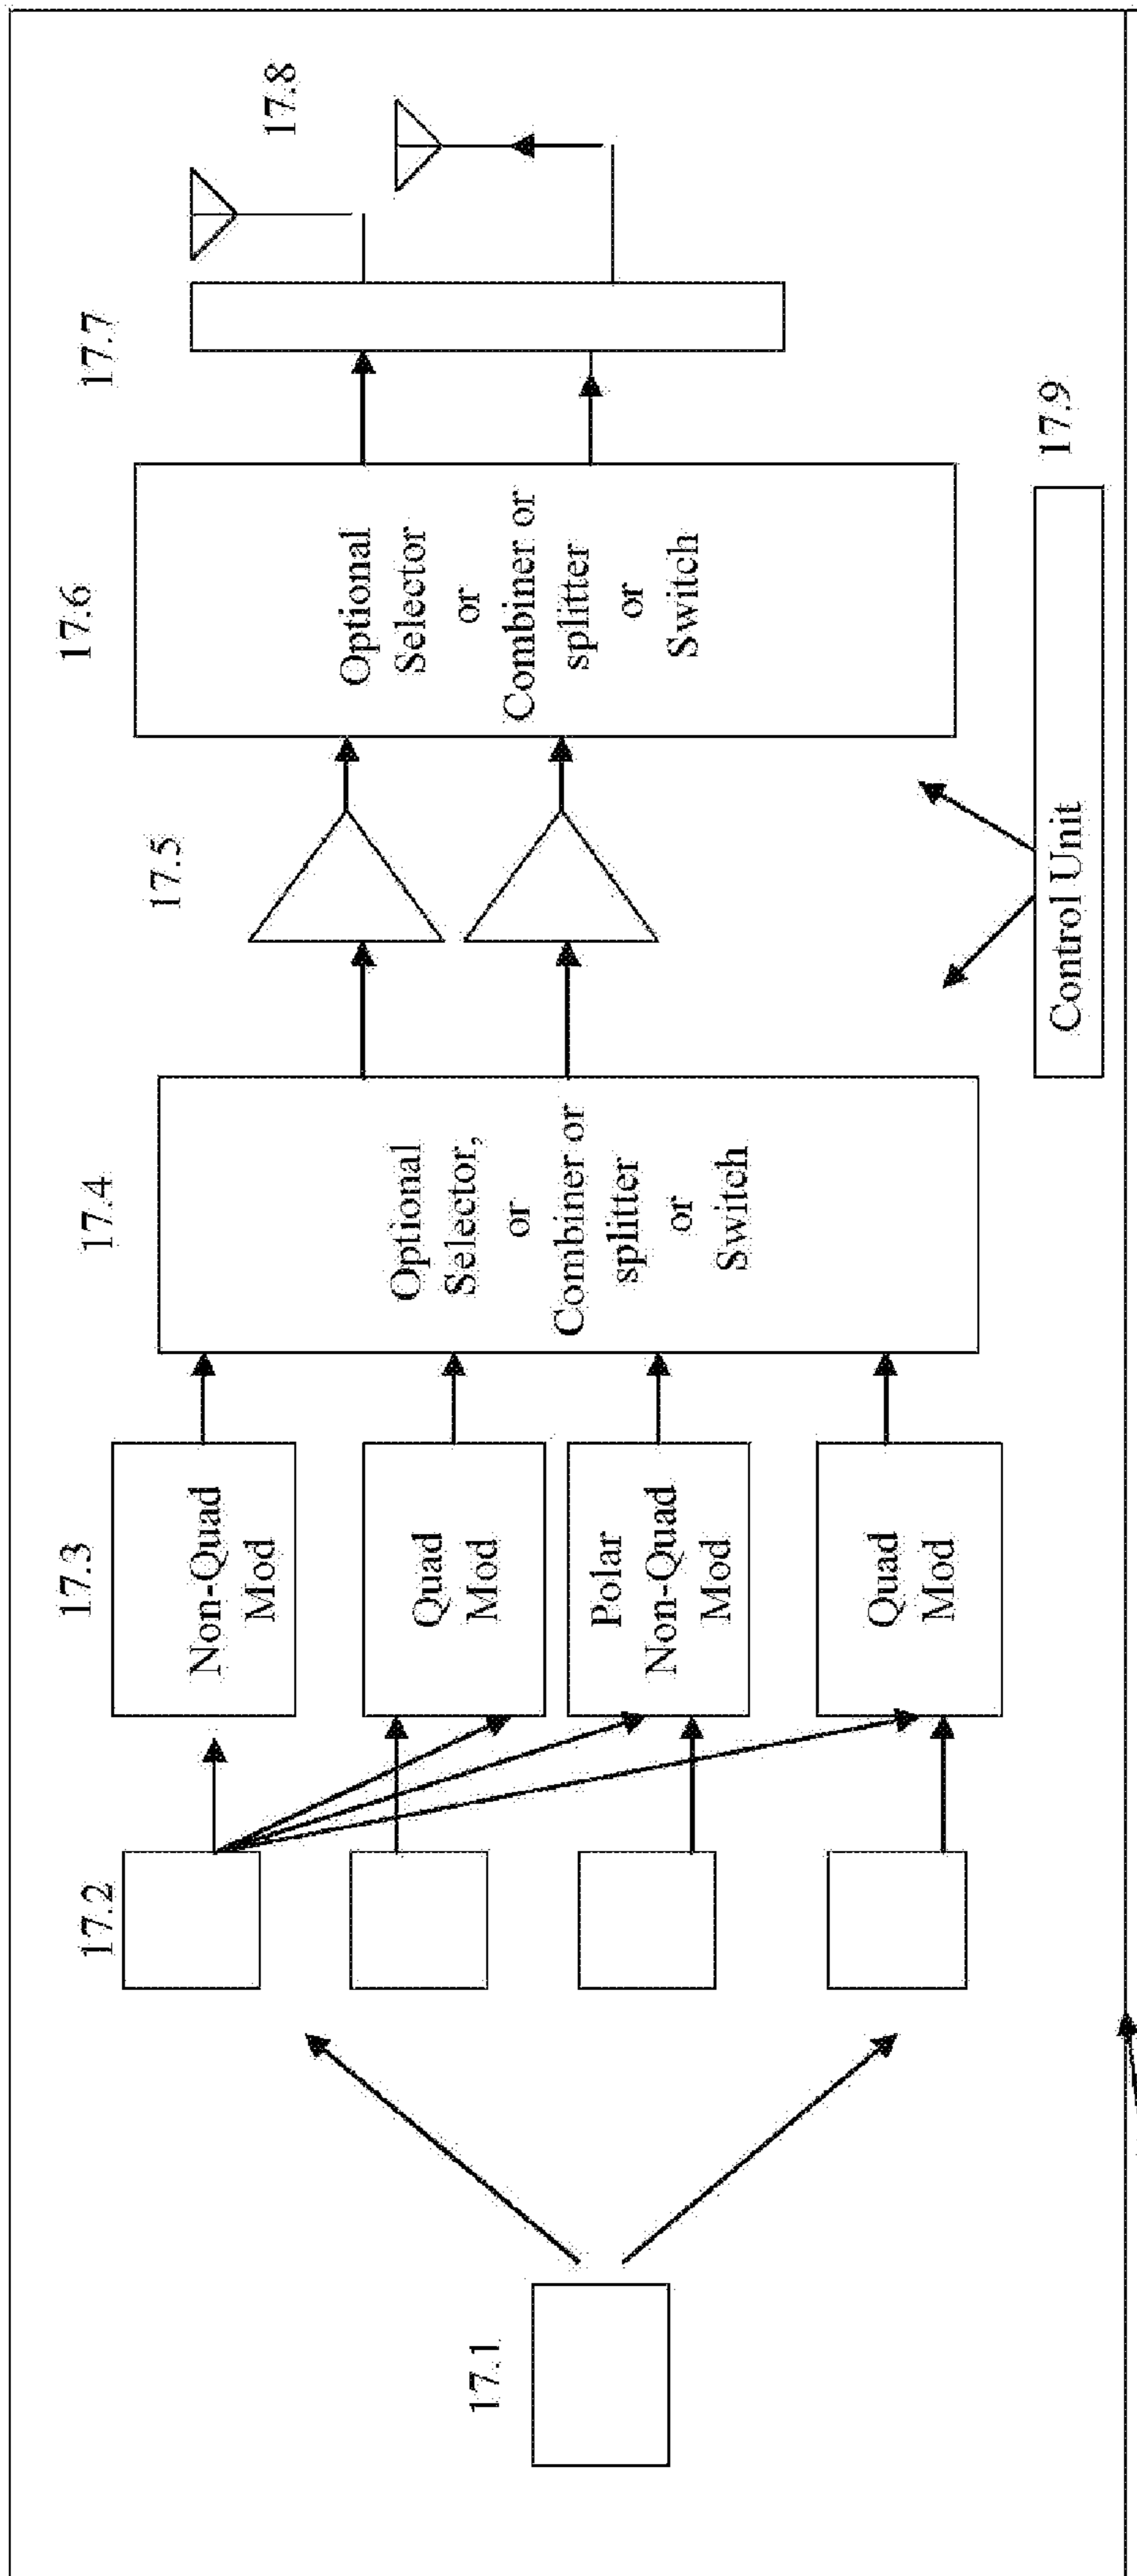 17.1
17.2
17.3
Non-Quad
Mod
Quad
Mod
Polar
Non-Quad
Mod
Quad
Mod
17.4
Optional
Selector,
or
Combiner or
splitter
or
Switch
17.5
17.6
Optional
Selector
or
Combiner or
splitter
or
Switch
17.7
17.8
Control Unit
17.9